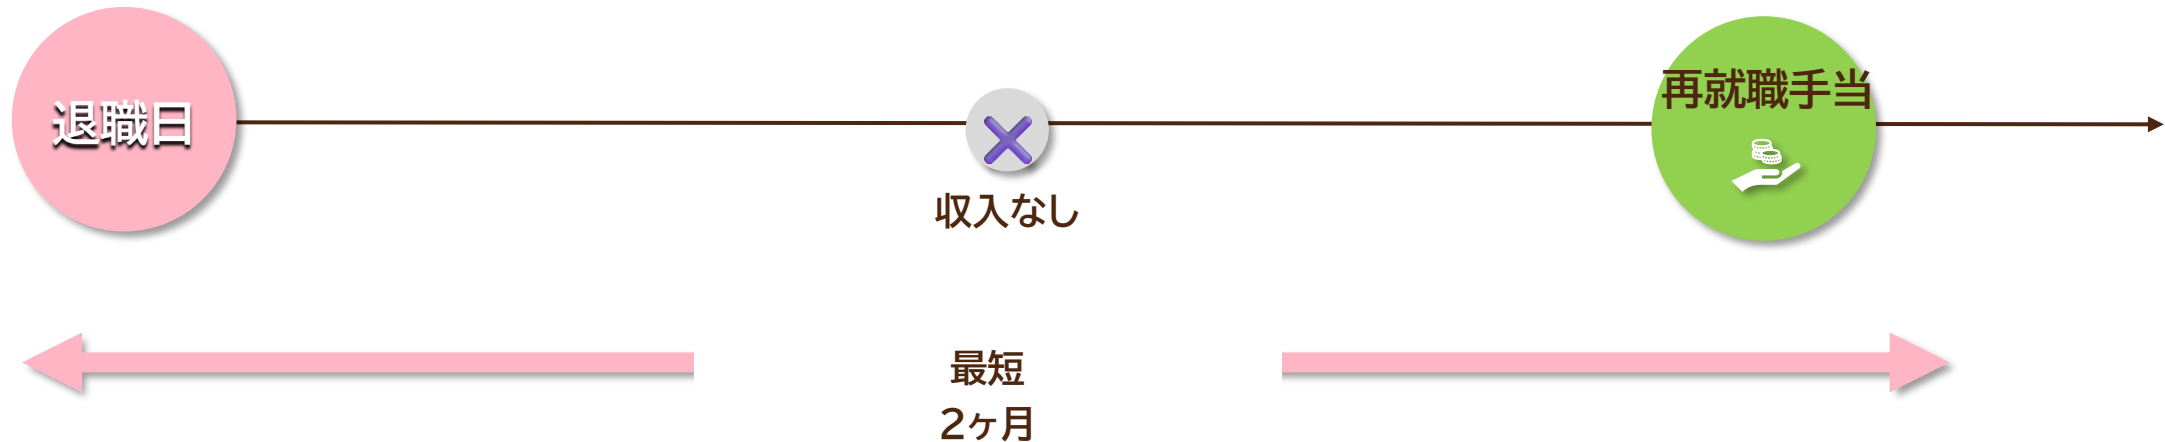 退職日
再就職手当
収入なし
最短
2ヶ月